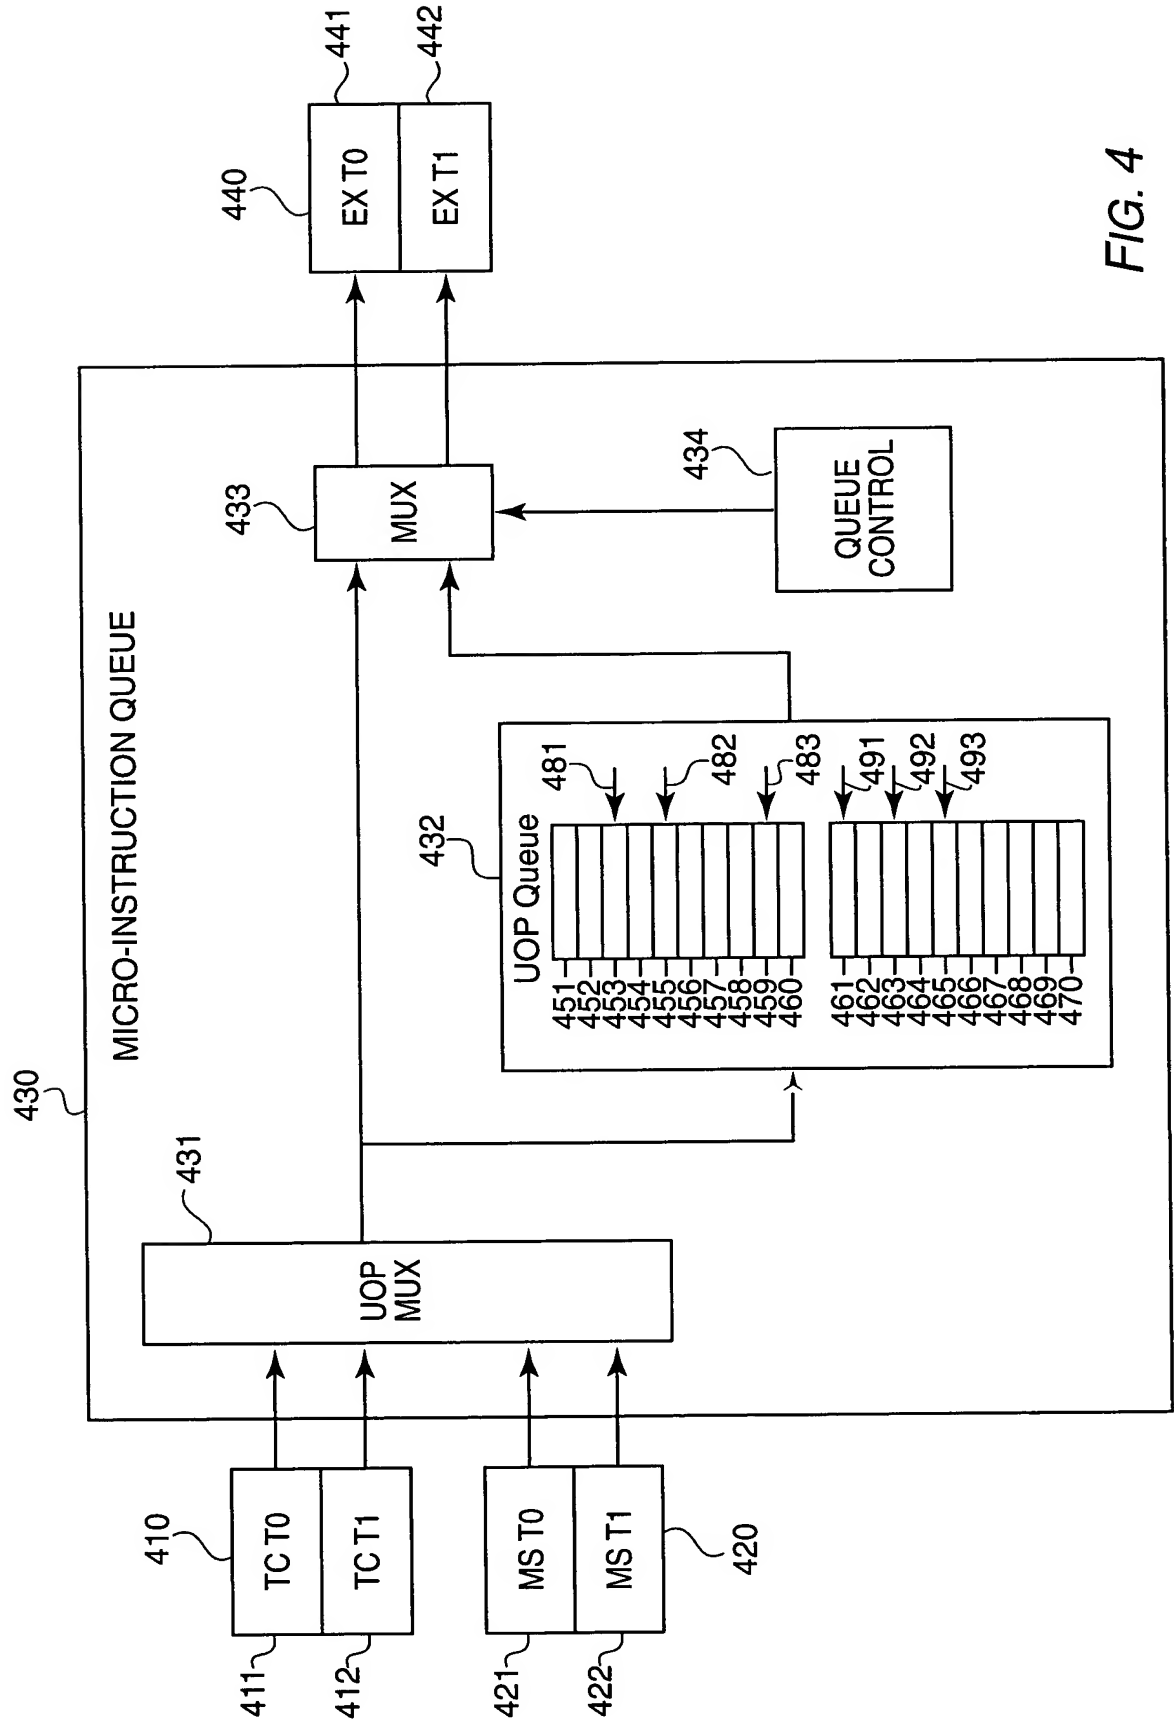 430
MICRO-INSTRUCTION QUEUE
410
411
TC T0
412
TC T1
421
MS T0
422
MS T1
420
431
UOP
MUX
432
UOP Queue
451
452
453
454
455
456
457
458
459
460
461
462
463
464
465
466
467
468
469
470
481
482
483
491
492
493
433
MUX
434
QUEUE
CONTROL
440
EX T0
441
EX T1
442
FIG. 4